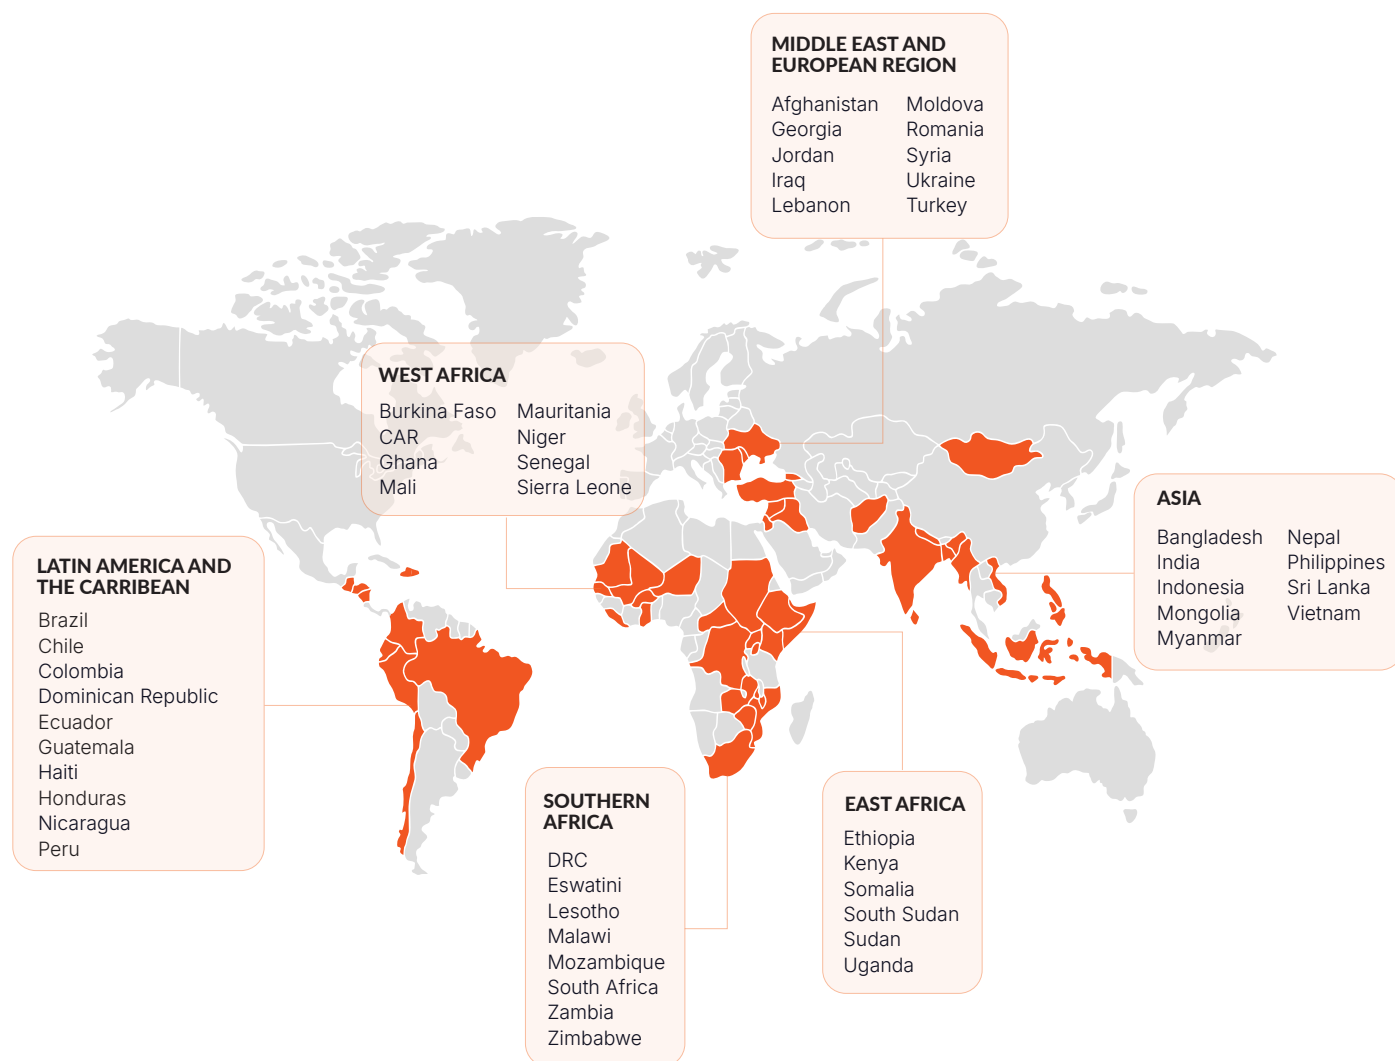 MIDDLE EAST AND
EUROPEAN REGION
Afghanistan
Georgia
Jordan
Iraq
Lebanon
Moldova
Romania
Syria
Ukraine
Turkey
WEST AFRICA
Burkina Faso
CAR
Ghana
Mali
Mauritania
Niger
Senegal
Sierra Leone
ASIA
Bangladesh
India
Indonesia
Mongolia
Myanmar
Nepal
Philippines
Sri Lanka
Vietnam
LATIN AMERICA AND
THE CARRIBEAN
Brazil
Chile
Colombia
Dominican Republic
Ecuador
Guatemala
Haiti
Honduras
Nicaragua
Peru
SOUTHERN
AFRICA
DRC
Eswatini
Lesotho
Malawi
Mozambique
South Africa
Zambia
Zimbabwe
EAST AFRICA
Ethiopia
Kenya
Somalia
South Sudan
Sudan
Uganda